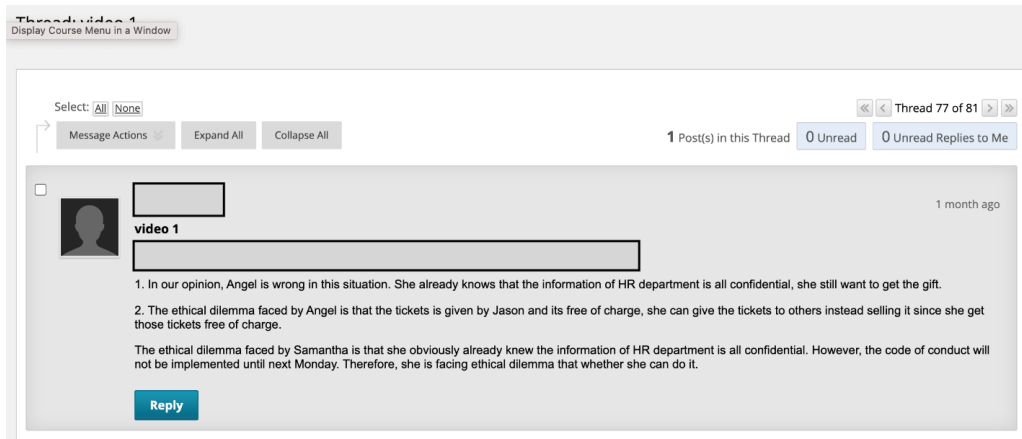 Thread: video 1
Display Course Menu in a Window
Select: All None
Thread 77 of 81
Message Actions Expand All Collapse All
1 Post(s) in this Thread 0 Unread 0 Unread Replies to Me
1 month ago
video 1
1. In our opinion, Angel is wrong in this situation. She already knows that the information of HR department is all confidential, she still want to get the gift.
2. The ethical dilemma faced by Angel is that the tickets is given by Jason and its free of charge, she can give the tickets to others instead selling it since she get
those tickets free of charge.
The ethical dilemma faced by Samantha is that she obviously already knew the information of HR department is all confidential. However, the code of conduct will
not be implemented until next Monday. Therefore, she is facing ethical dilemma that whether she can do it.
Reply